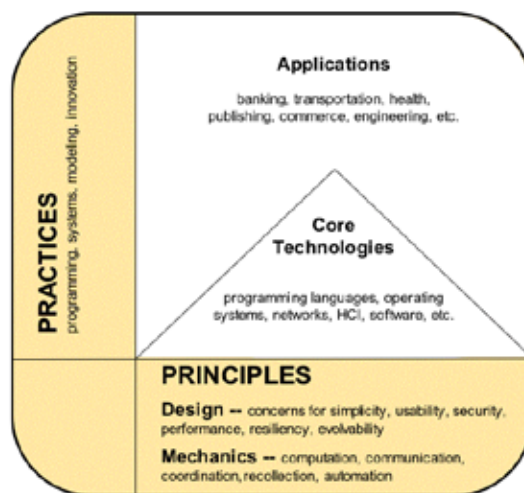 Applications
banking, transportation, health,
publishing, commerce, engineering, etc.
PRACTICES
programming, systems, modeling, innovation
Core
Technologies
programming languages, operating
systems, networks, HCI, software, etc.
PRINCIPLES
Design -- concerns for simplicity, usability, security,
performance, resiliency, evolvability
Mechanics -- computation, communication,
coordination,recollection, automation